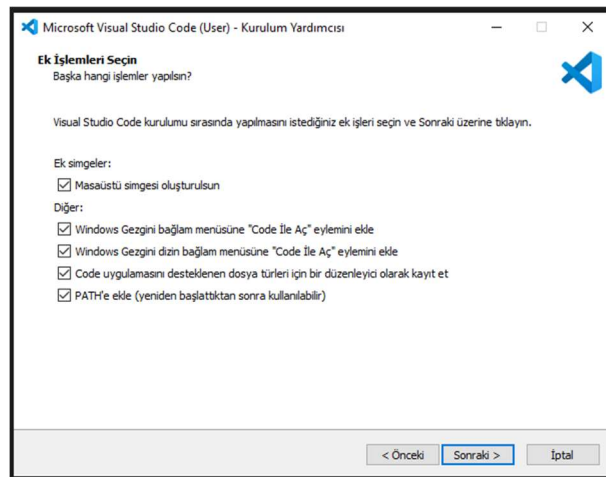 Microsoft Visual Studio Code (User) - Kurulum Yardımcısı
Ek İşlemleri Seçin
Başka hangi işlemler yapılsın?
Visual Studio Code kurulumu sırasında yapılmasını istediğiniz ek işleri seçin ve Sonraki üzerine tıklayın.
Ek simgeler:
Masaüstü simgesi oluşturulsun
Diğer:
Windows Gezgini bağlam menüsüne "Code İle Aç" eylemini ekle
Windows Gezgini dizin bağlam menüsüne "Code İle Aç" eylemini ekle
Code uygulamasını desteklenen dosya türleri için bir düzenleyici olarak kayıt et
PATH'e ekle (yeniden başlattıktan sonra kullanılabilir)
< Önceki Sonraki > İptal